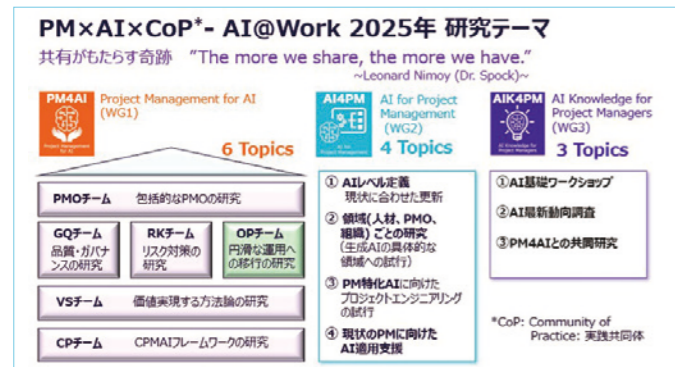 PM×AI×CoP*- AI@Work 2025年 研究テーマ
共有がもたらす奇跡 "The more we share, the more we have."
~Leonard Nimoy (Dr. Spock)~
PM4AI
Project Management for AI
Project Management for AI
(WG1)
6 Topics
PMOチーム 包括的なPMOの研究
GQチーム
品質・ガバナ
ンスの研究
RKチーム
リスク対策の
研究
OPチーム
円滑な運用へ
の移行の研究
VSチーム 価値実現する方法論の研究
CPチーム CPMAIフレームワークの研究
AI4PM
AI for Project Management
AI for Project
Management
(WG2)
4 Topics
① AIレベル定義
現状に合わせた更新
② 領域(人材、PMO、
組織)ごとの研究
(生成AIの具体的な
領域への試行)
③ PM特化AIに向けた
プロジェクトエンジニアリング
の試行
④ 現状のPMに向けた
AI適用支援
AIK4PM
AI Knowledge for Project Managers
AI Knowledge for
Project Managers
(WG3)
3 Topics
①AI基礎ワークショップ
②AI最新動向調査
③PM4AIとの共同研究
*CoP: Community of
Practice: 実践共同体